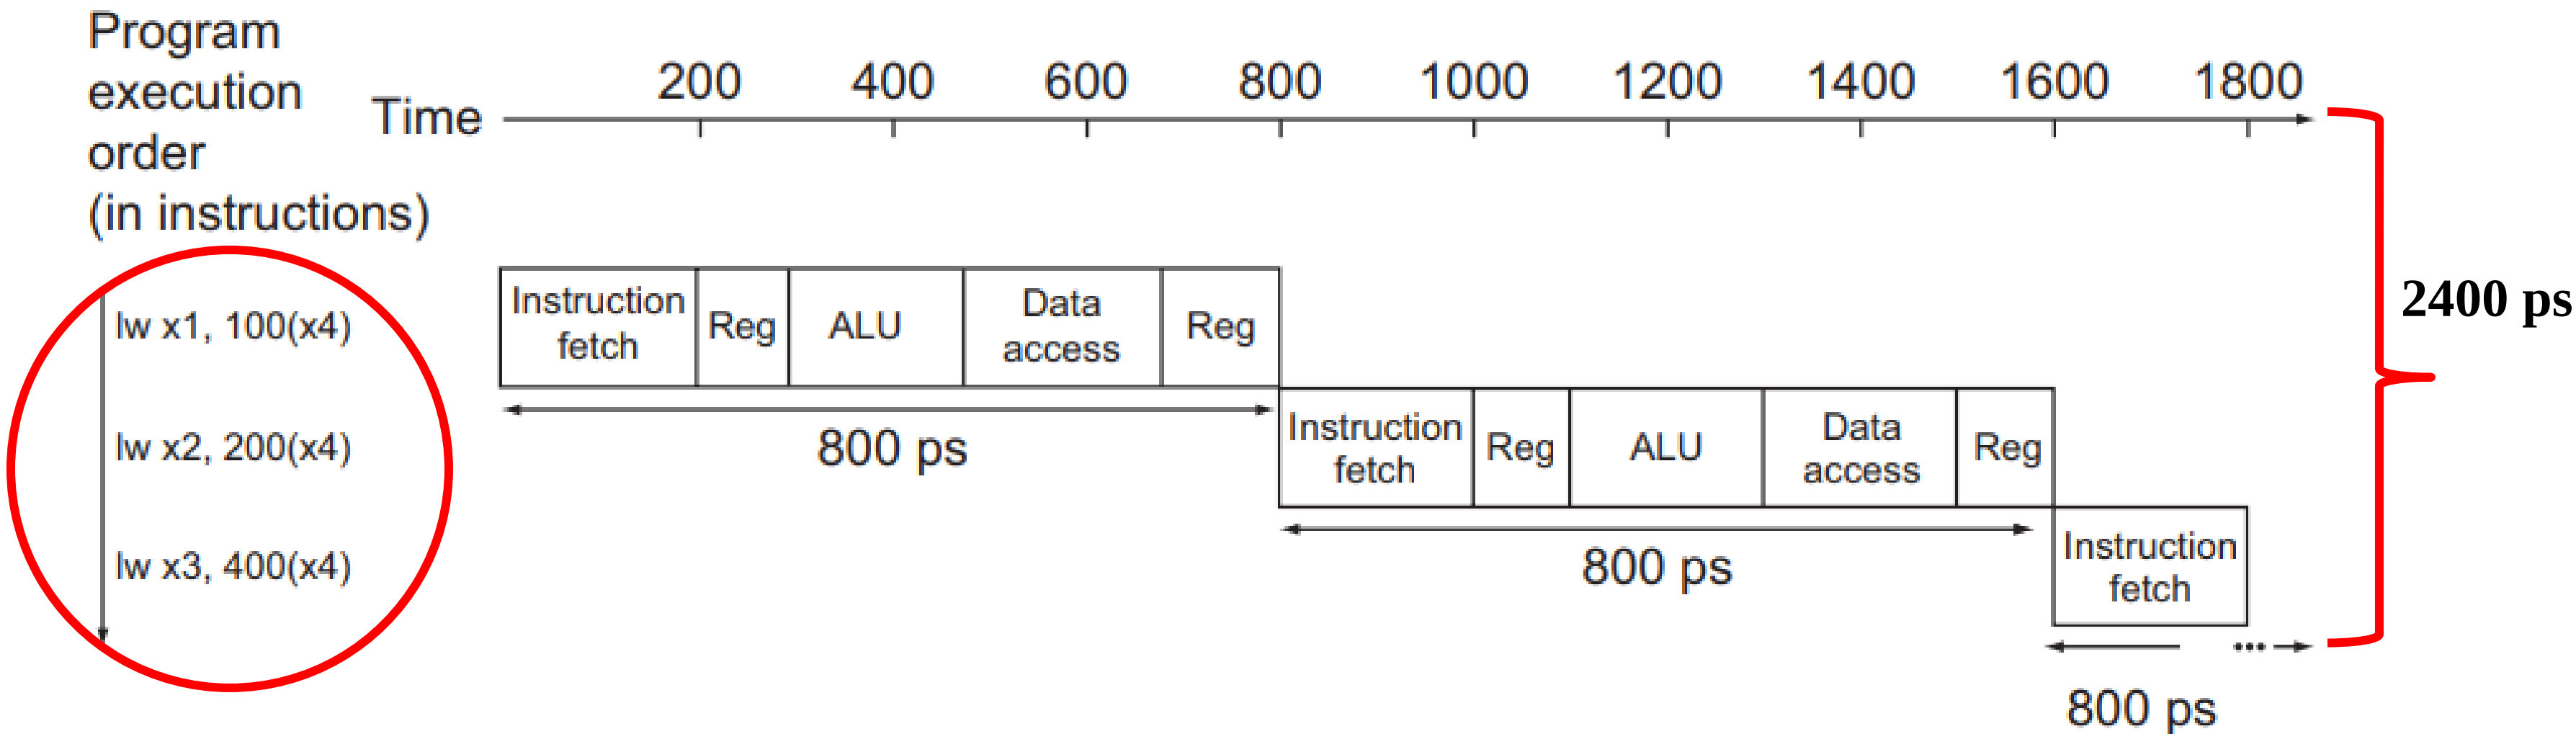 Program
execution
order
(in instructions)
Time
200 400 600 800 1000 1200 1400 1600 1800
lw x1, 100(x4)
Instruction
fetch
Reg
ALU
Data
access
Reg
800 ps
lw x2, 200(x4)
Instruction
fetch
Reg
ALU
Data
access
Reg
800 ps
lw x3, 400(x4)
Instruction
fetch
...
800 ps
2400 ps